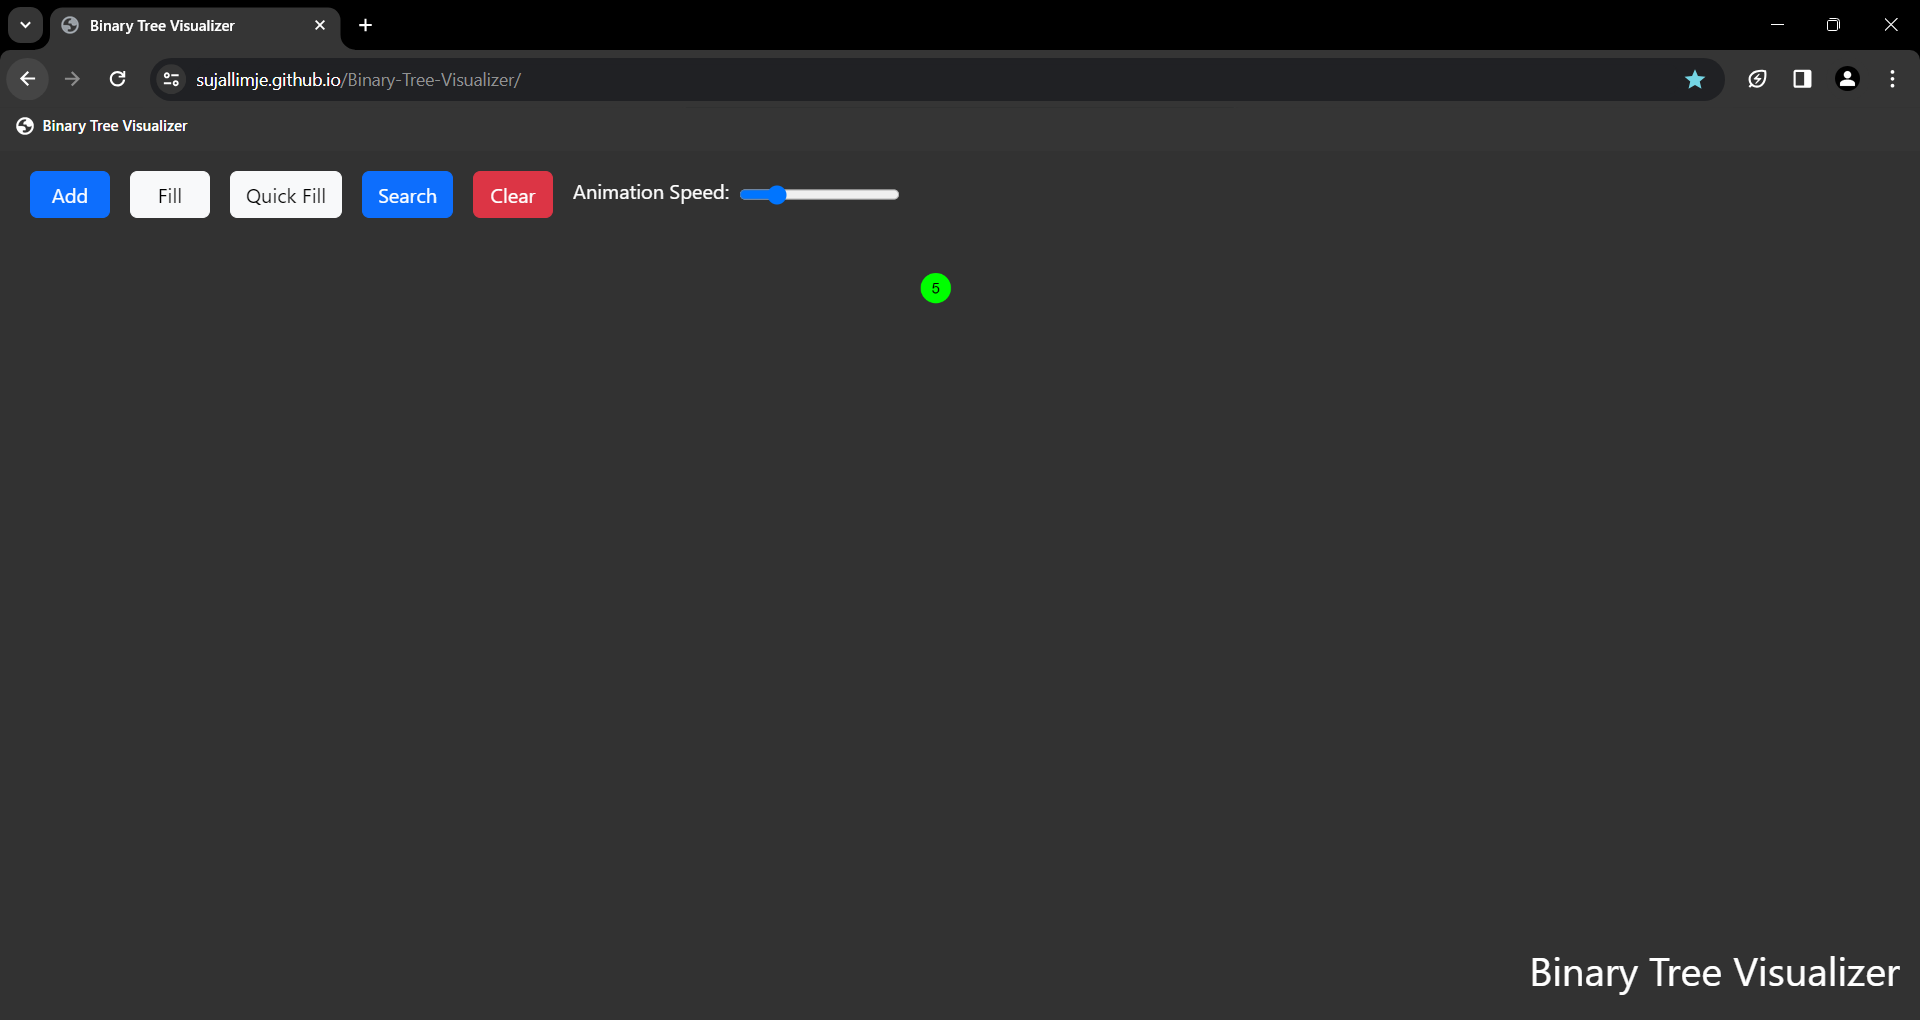 Binary Tree Visualizer
sujallimje.github.io/Binary-Tree-Visualizer/
Binary Tree Visualizer
Add Fill Quick Fill Search Clear Animation Speed:
5
Binary Tree Visualizer